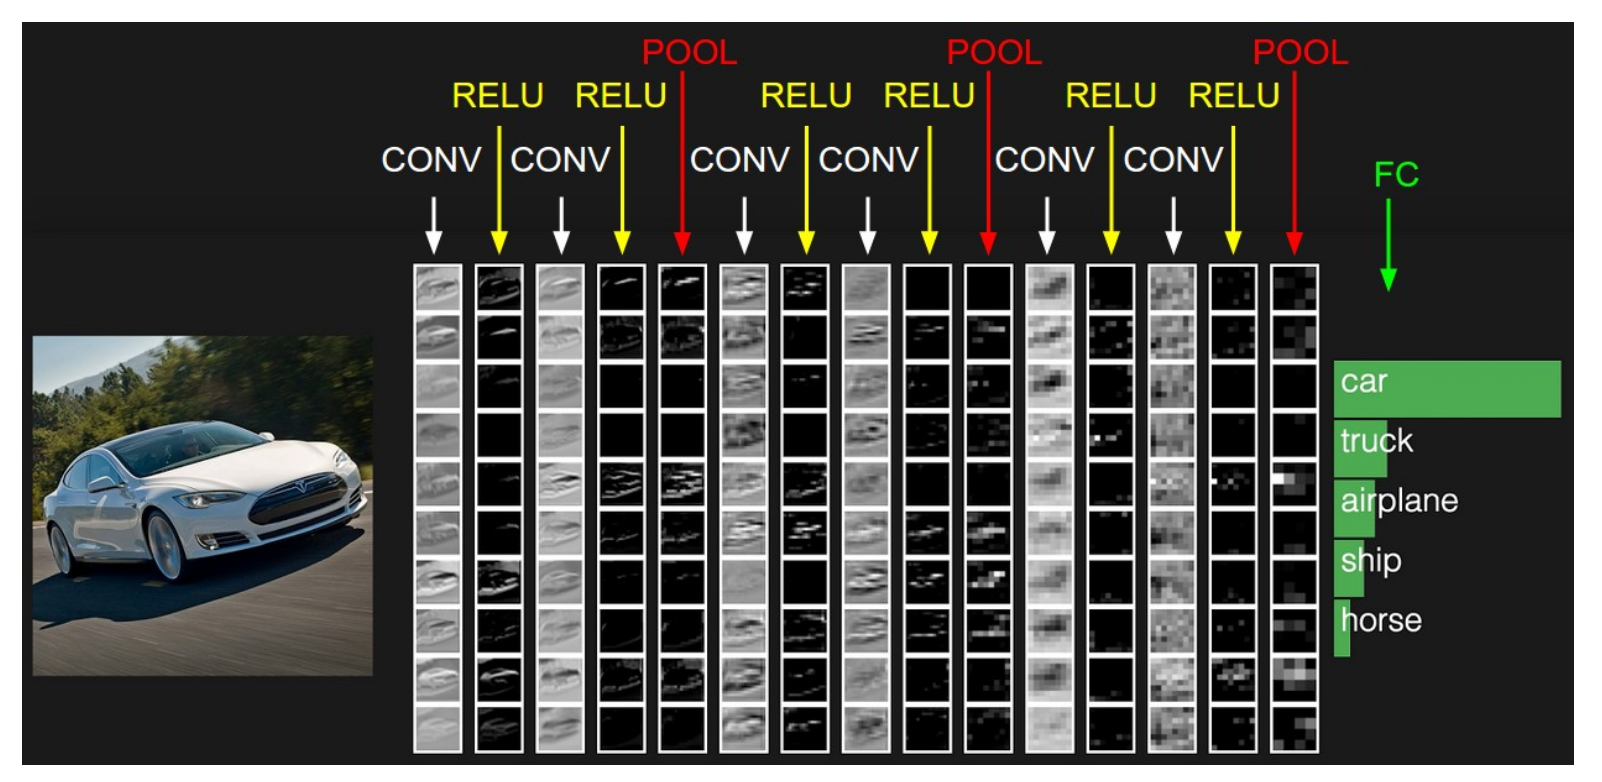 POOL POOL POOL
RELU RELU RELU RELU RELU RELU
CONV CONV CONV CONV CONV CONV
FC
car
truck
airplane
ship
horse